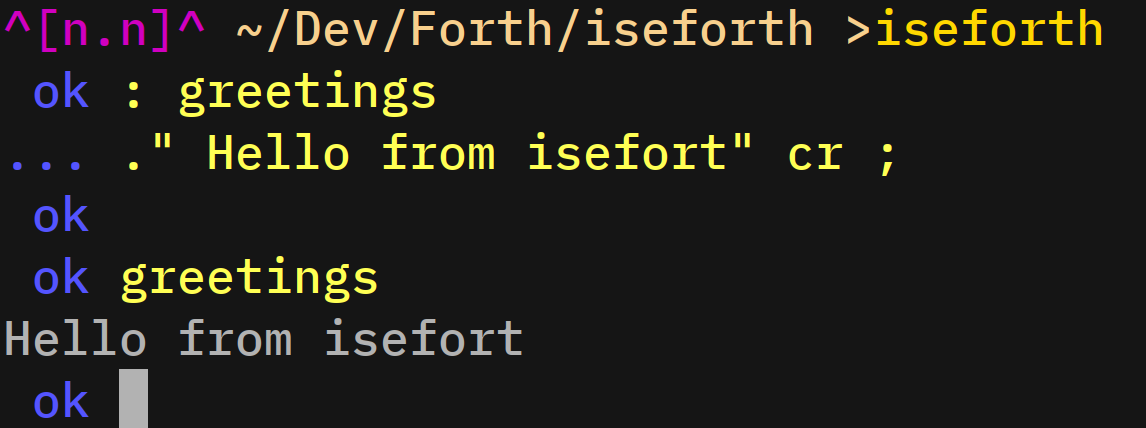 ^[n.n]^ ~/Dev/Forth/iseforth >iseforth
ok : greetings
... ." Hello from isefort" cr ;
ok
ok greetings
Hello from isefort
ok